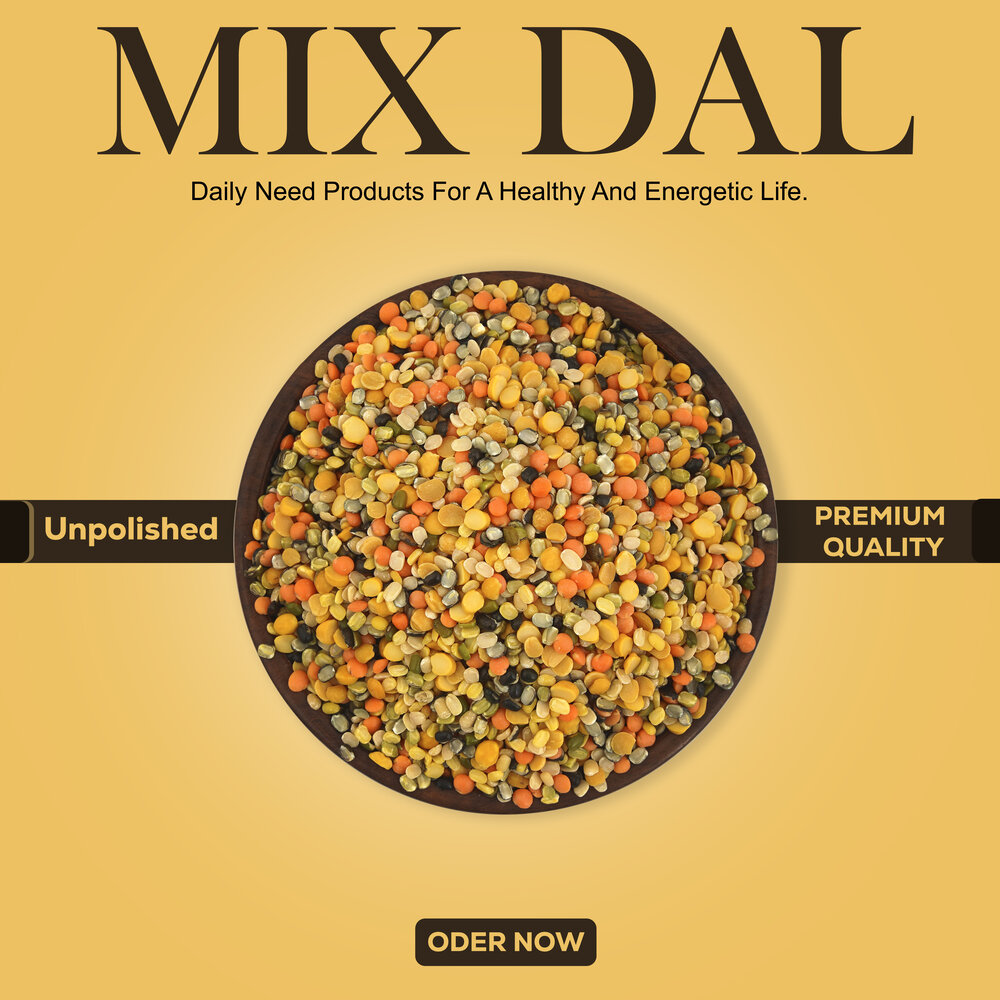 MIX DAL
Daily Need Products For A Healthy And Energetic Life.
Unpolished
PREMIUM
QUALITY
ODER NOW